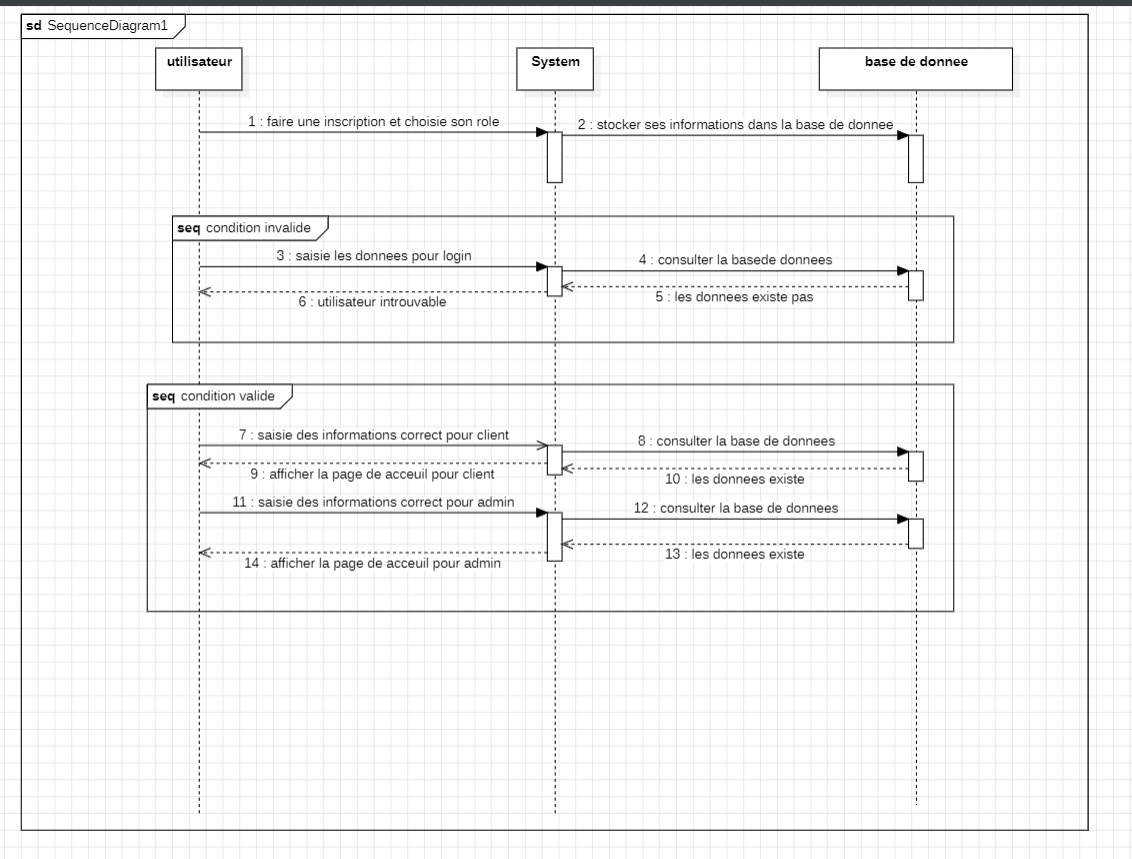 sd SequenceDiagram1
utilisateur
System
base de donnee
1 : faire une inscription et choisie son role
2 : stocker ses informations dans la base de donnee
seq condition invalide
3 : saisie les donnees pour login
4 : consulter la basede donnees
5 : les donnees existe pas
6 : utilisateur introuvable
seq condition valide
7 : saisie des informations correct pour client
8 : consulter la base de donnees
9 : afficher la page de acceuil pour client
10 : les donnees existe
11 : saisie des informations correct pour admin
12 : consulter la base de donnees
13 : les donnees existe
14 : afficher la page de acceuil pour admin